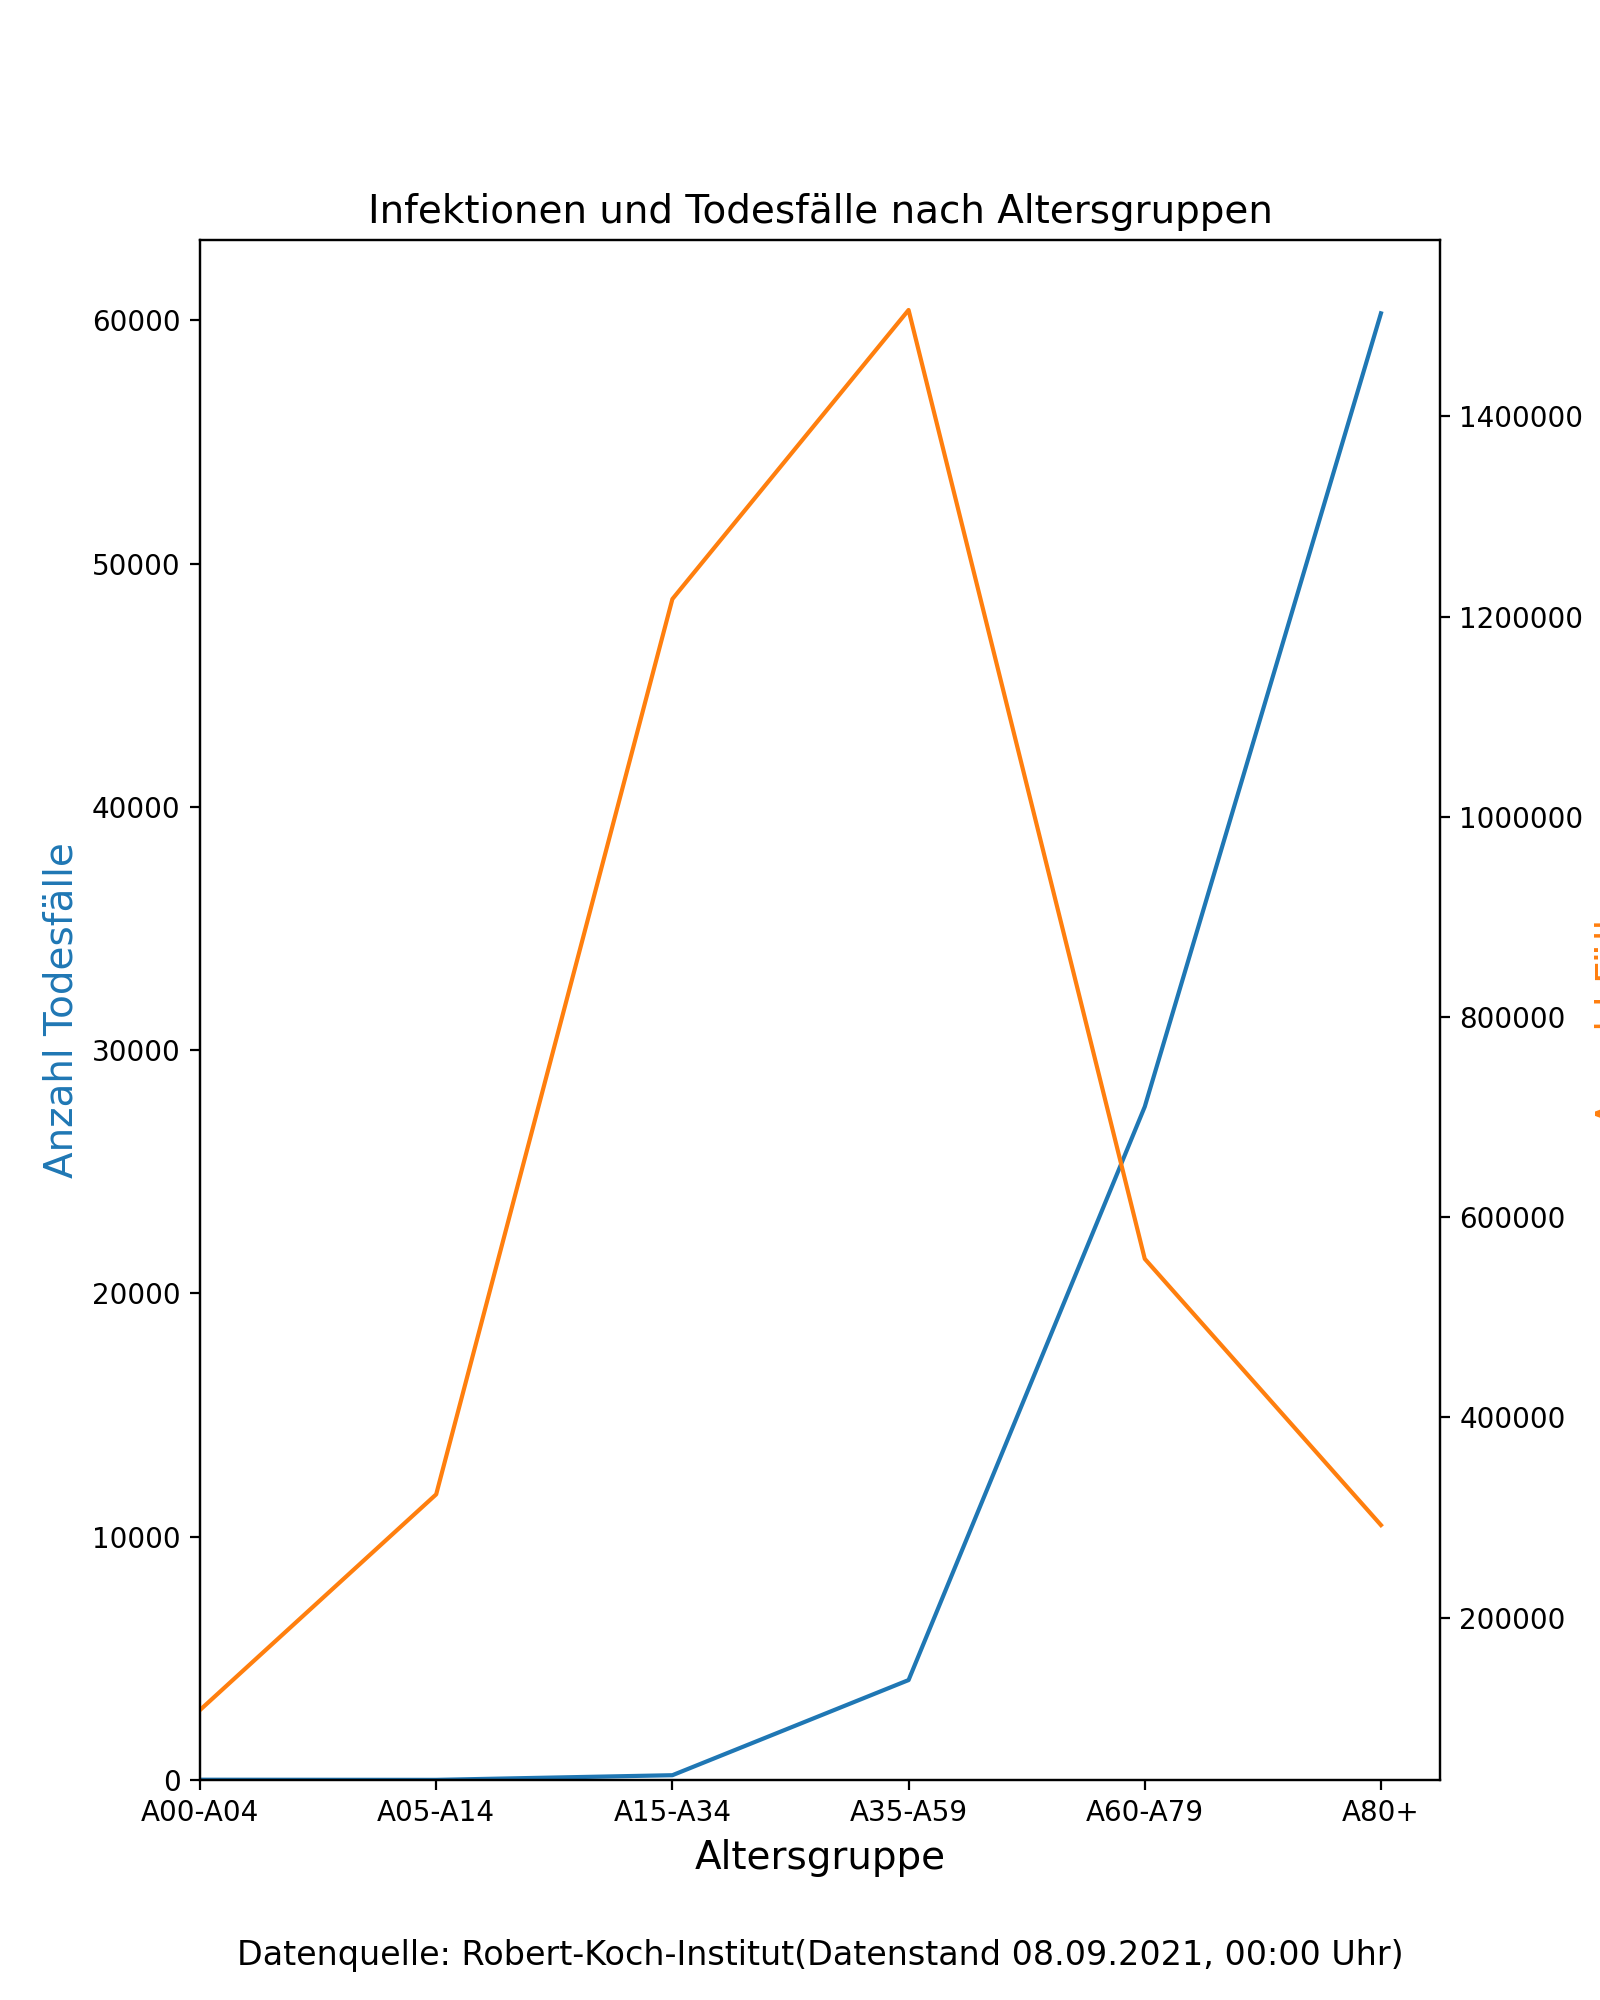 Infektionen und Todesfälle nach Altersgruppen
60000
50000
40000
30000
20000
10000
0
Anzahl Todesfälle
1400000
1200000
1000000
800000
600000
400000
200000
A00-A04 A05-A14 A15-A34 A35-A59 A60-A79 A80+
Altersgruppe
Datenquelle: Robert-Koch-Institut(Datenstand 08.09.2021, 00:00 Uhr)